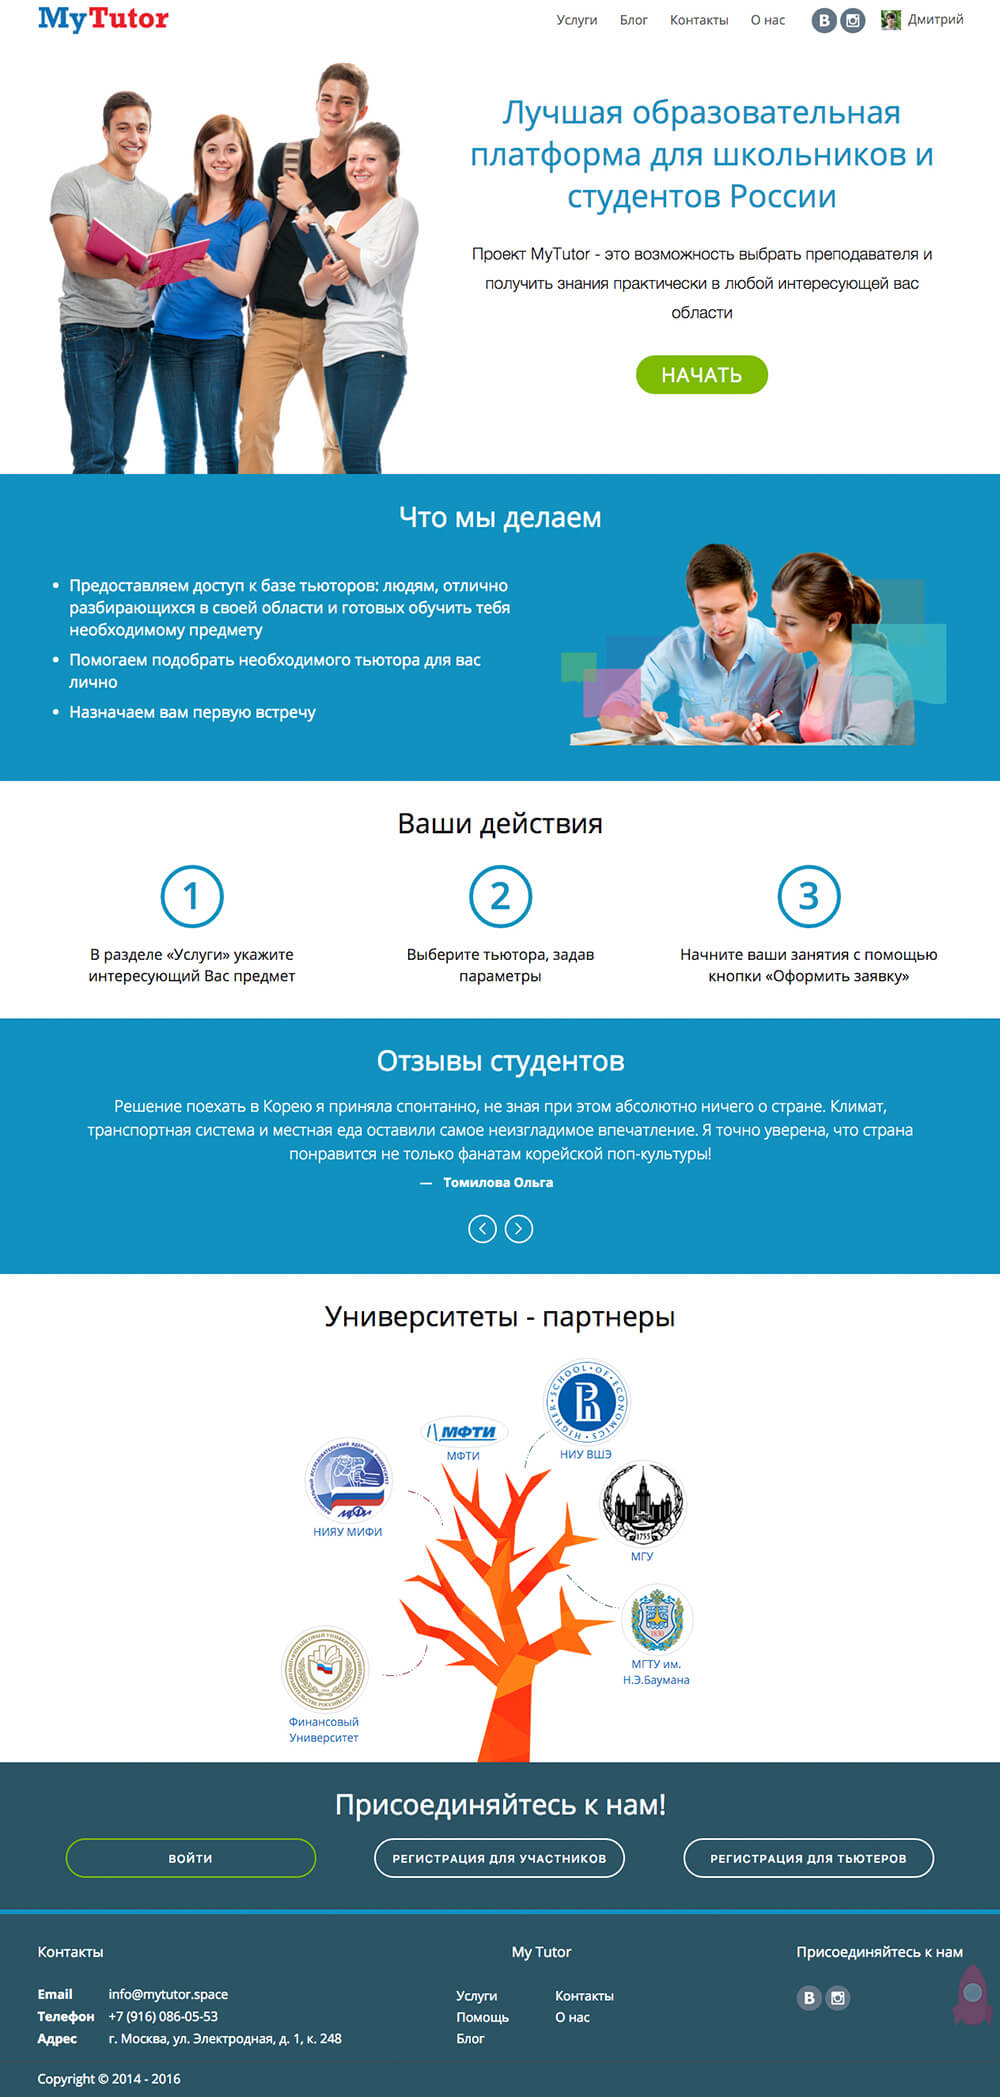 MyTutor
Услуги Блог Контакты О нас Дмитрий
Лучшая образовательная
платформа для школьников и
студентов России
Проект MyTutor - это возможность выбрать преподавателя и
получить знания практически в любой интересующей вас
области
НАЧАТЬ
Что мы делаем
Предоставляем доступ к базе тьюторов: людям, отлично
разбирающихся в своей области и готовых обучить тебя
необходимому предмету
Помогаем подобрать необходимого тьютора для вас
лично
Назначаем вам первую встречу
Ваши действия
1
В разделе «Услуги» укажите
интересующий Вас предмет
2
Выберите тьютора, задав
параметры
3
Начните ваши занятия с помощью
кнопки «Оформить заявку»
Отзывы студентов
Решение поехать в Корею я приняла спонтанно, не зная при этом абсолютно ничего о стране. Климат,
транспортная система и местная еда оставили самое неизгладимое впечатление. Я точно уверена, что страна
понравится не только фанатам корейской поп-культуры!
— Томилова Ольга
Университеты - партнеры
HIGHER · SCHOOL · OF · ECONOMICS
НИУ ВШЭ
МФТИ
МФТИ
МИФИ
НИЯУ МИФИ
1755
МГУ
1830
МГТУ им.
Н.Э.Баумана
Финансовый
Университет
Присоединяйтесь к нам!
ВОЙТИ
РЕГИСТРАЦИЯ ДЛЯ УЧАСТНИКОВ
РЕГИСТРАЦИЯ ДЛЯ ТЬЮТЕРОВ
Контакты
Email info@mytutor.space
Телефон +7 (916) 086-05-53
Адрес г. Москва, ул. Электродная, д. 1, к. 248
My Tutor
Услуги Контакты
Помощь О нас
Блог
Присоединяйтесь к нам
Copyright © 2014 - 2016